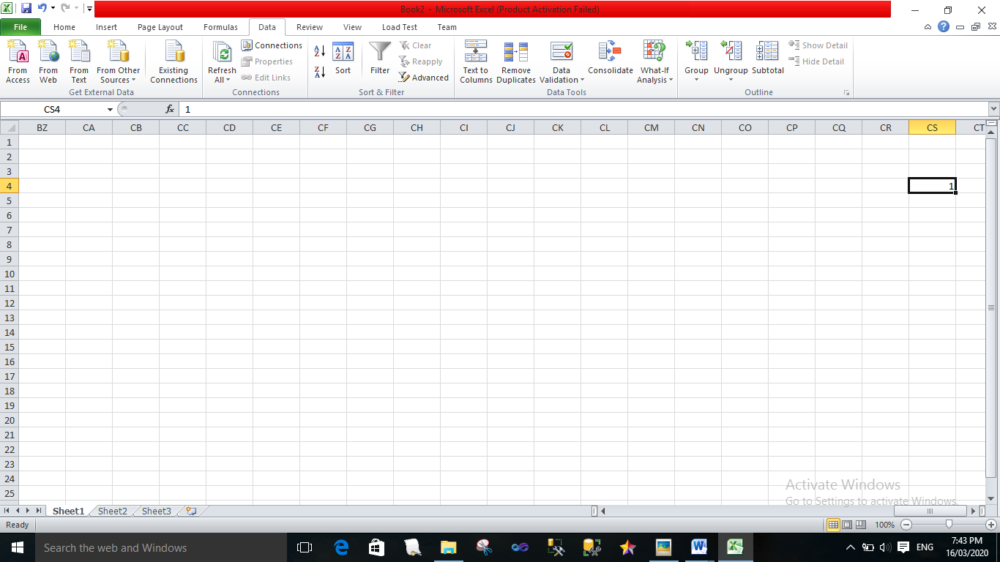 Book2 - Microsoft Excel (Product Activation Failed)
File Home Insert Page Layout Formulas Data Review View Load Test Team
From Access
From Web
From Text
From Other Sources
Existing Connections
Get External Data
Refresh All
Connections
Properties
Edit Links
Connections
Sort
Filter
Clear
Reapply
Advanced
Sort & Filter
Text to Columns
Remove Duplicates
Data Validation
Consolidate
What-If Analysis
Data Tools
Group
Ungroup
Subtotal
Show Detail
Hide Detail
Outline
CS4 fx 1
BZ CA CB CC CD CE CF CG CH CI CJ CK CL CM CN CO CP CQ CR CS CT
1
2
3
4 1
5
6
7
8
9
10
11
12
13
14
15
16
17
18
19
20
21
22
23
24
25
Activate Windows
Go to Settings to activate Windows.
Sheet1 Sheet2 Sheet3
Ready 100%
Search the web and Windows
ENG
7:43 PM
16/03/2020